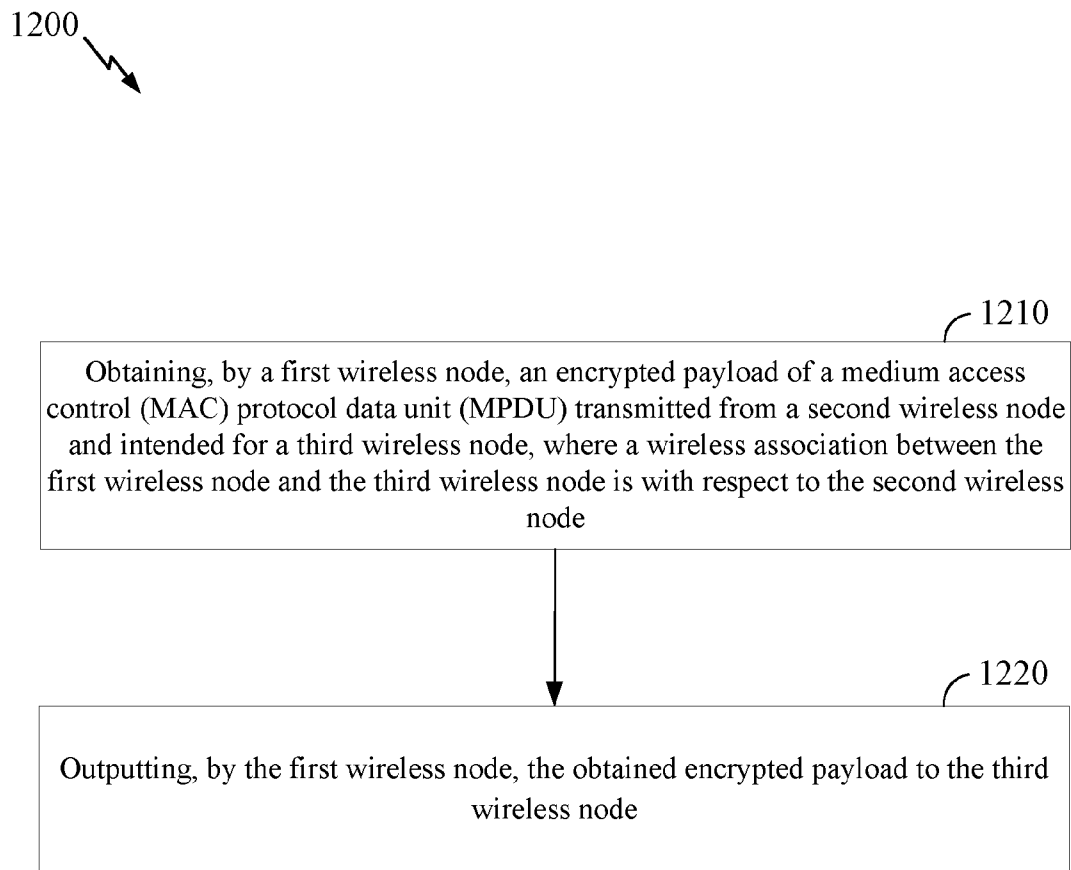 1200
1210
Obtaining, by a first wireless node, an encrypted payload of a medium access
control (MAC) protocol data unit (MPDU) transmitted from a second wireless node
and intended for a third wireless node, where a wireless association between the
first wireless node and the third wireless node is with respect to the second wireless
node
1220
Outputting, by the first wireless node, the obtained encrypted payload to the third
wireless node